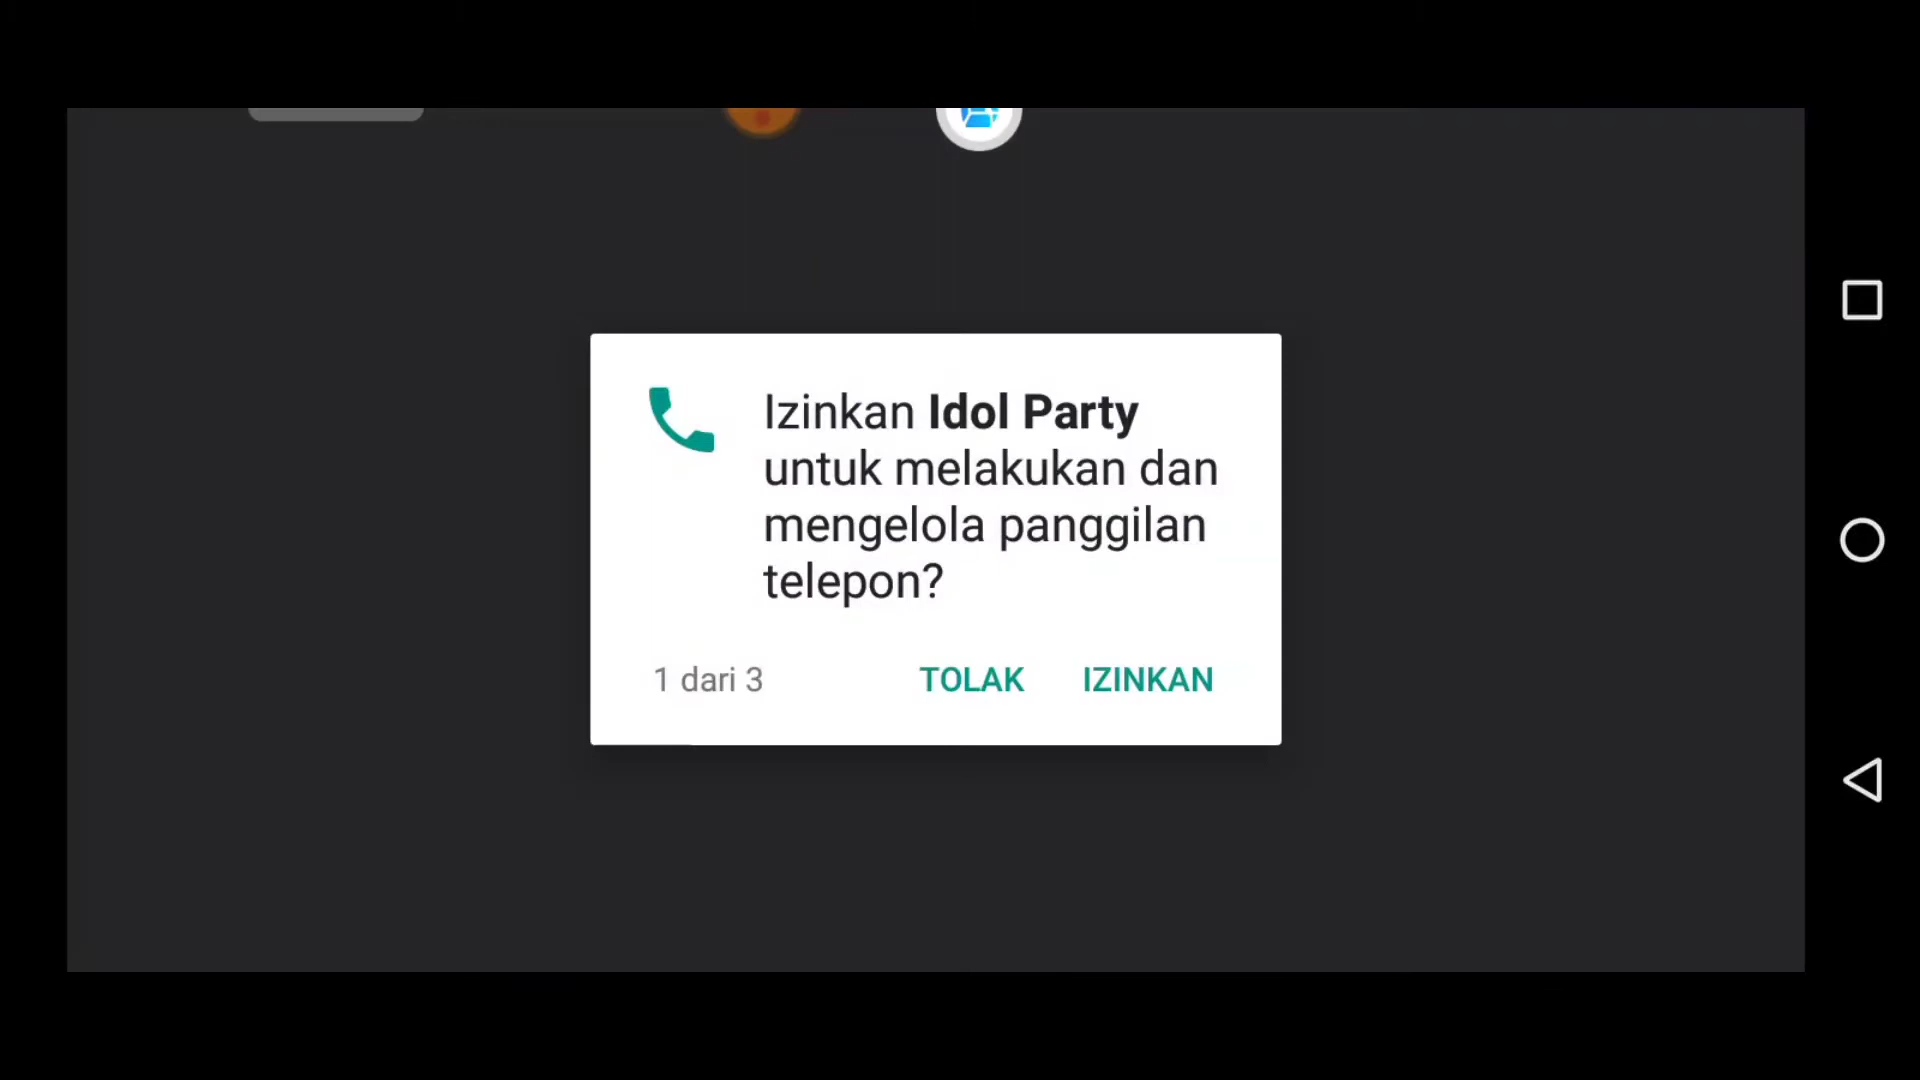 Izinkan Idol Party
untuk melakukan dan
mengelola panggilan
telepon?
1 dari 3
TOLAK
IZINKAN